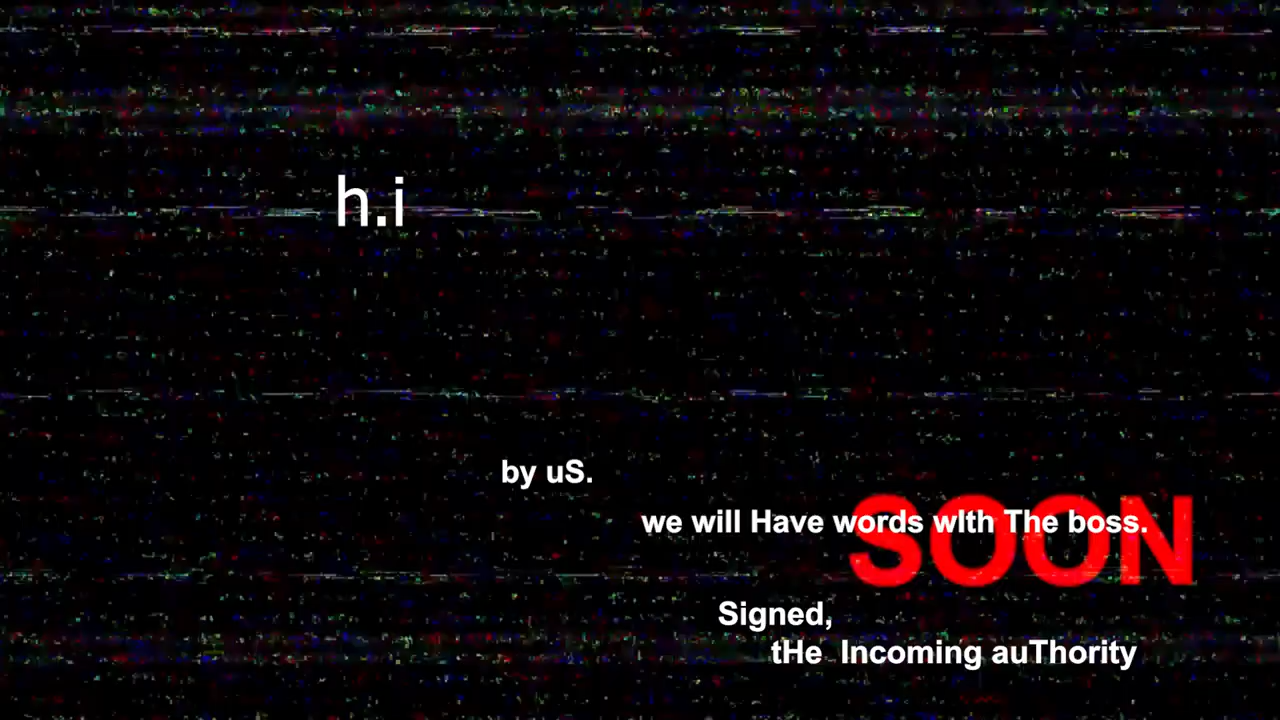 h.i
by uS.
we will Have words wIth The boss.
SOON
Signed,
tHe Incoming auThority